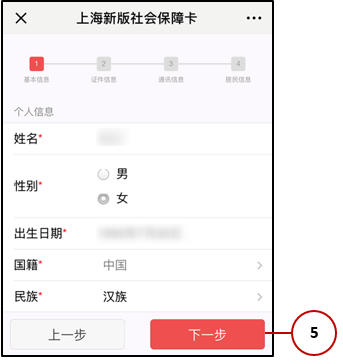 上海新版社会保障卡
1 2 3 4
基本信息 证件信息 通讯信息 居民信息
个人信息
姓名*
性别* 男
女
出生日期*
国籍* 中国
民族* 汉族
上一步 下一步 5